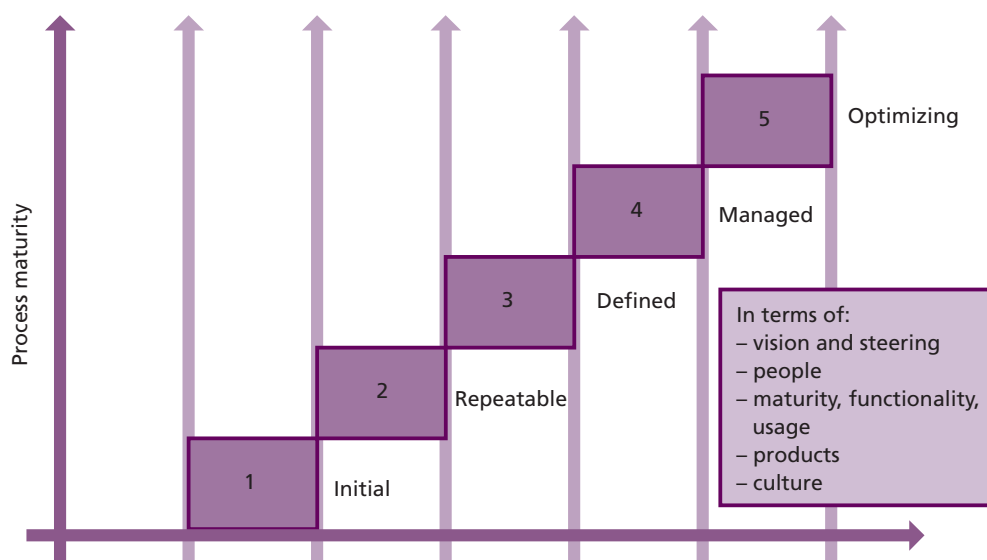 Process maturity
5
Optimizing
4
Managed
3
Defined
2
Repeatable
1
Initial
In terms of:
– vision and steering
– people
– maturity, functionality,
usage
– products
– culture